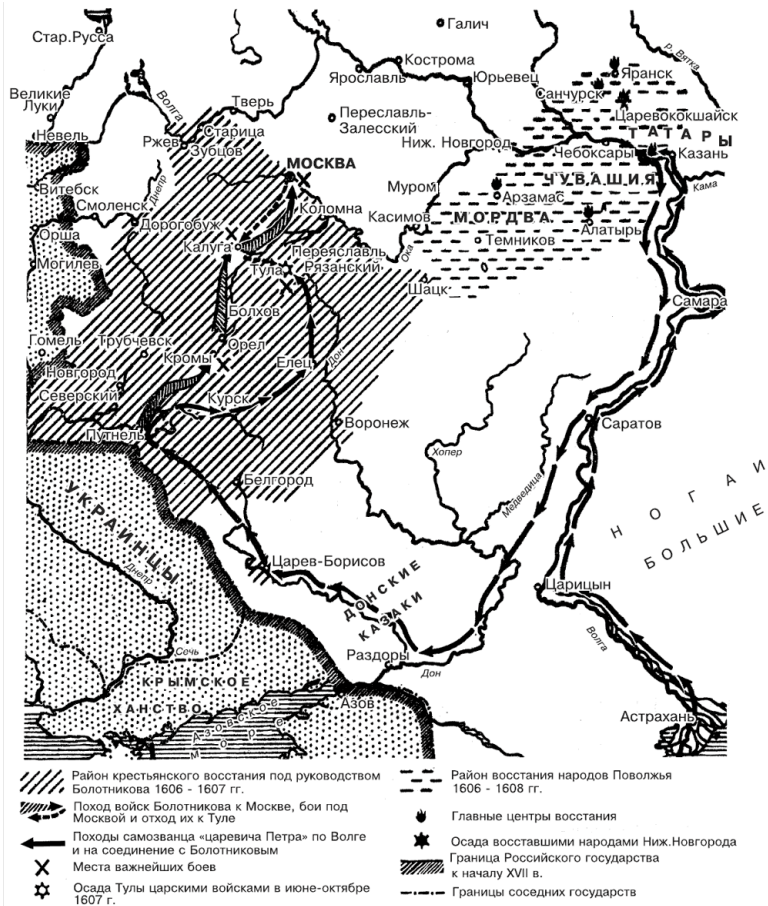 Галич
Стар.Русса
Кострома
р. Вятка
Ярославль
Юрьевец
Яранск
Санчурск
Великие
Луки
Волга
Тверь
Переславль-
Залесский
Царевококшайск
Невель
Старица
Ржев
Зубцов
Ниж. Новгород
ТАТАРЫ
Чебоксары
Казань
МОСКВА
Витебск
Днепр
Муром
ЧУВАШИЯ
Кама
Смоленск
Коломна
Арзамас
Дорогобуж
Касимов
МОРДВА
Алатырь
Орша
Калуга
Переяславль
Рязанский
Ока
Темников
Могилев
Тула
Шацк
Самара
Болхов
Гомель
Трубчевск
Орел
Кромы
Елец
Дон
Новгород
Северский
Курск
Воронеж
Саратов
Путнель
Хопер
Белгород
Медведица
НОГАИ
БОЛЬШИЕ
УКРАИНЦЫ
Днепр
Царев-Борисов
ДОНСКИЕ
КАЗАКИ
Царицын
Волга
Сочь
Раздоры
Дон
КРЫМСКОЕ
ХАНСТВО
Азов
Азовское
море
Астрахань
Район крестьянского восстания под руководством
Болотникова 1606 - 1607 гг.
Поход войск Болотникова к Москве, бои под
Москвой и отход их к Туле
Походы самозванца «царевича Петра» по Волге
и на соединение с Болотниковым
Места важнейших боев
Осада Тулы царскими войсками в июне-октябре
1607 г.
Район восстания народов Поволжья
1606 - 1608 гг.
Главные центры восстания
Осада восставшими народами Ниж.Новгорода
Граница Российского государства
к началу XVII в.
Границы соседних государств